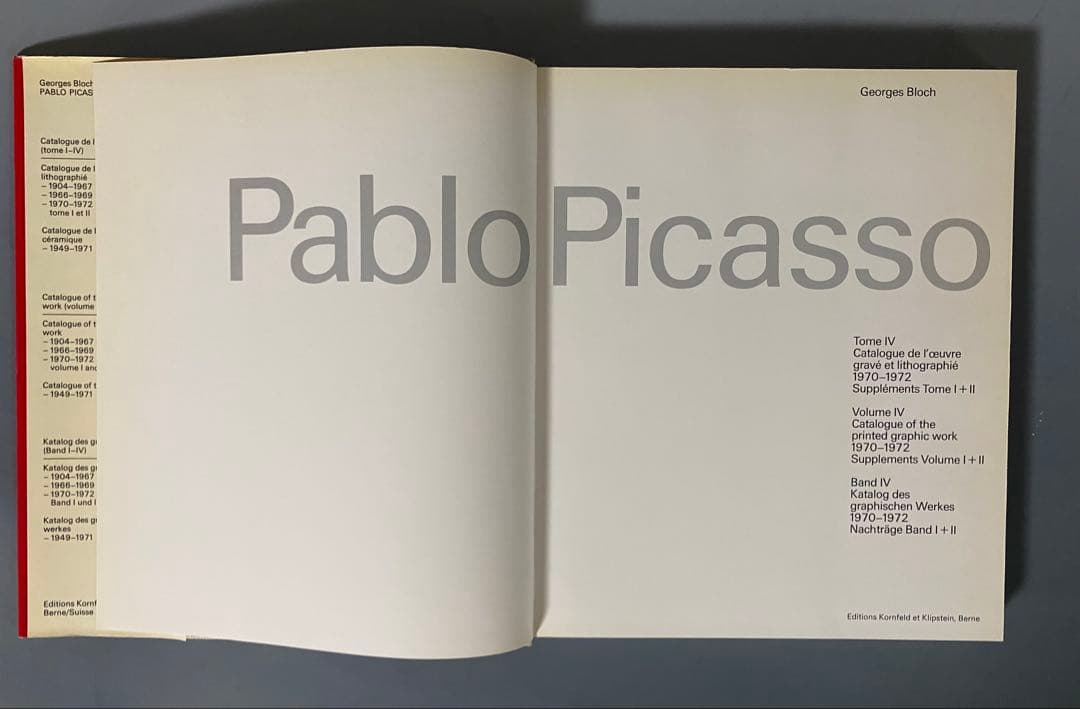 Georges Bloch
PABLO PICAS
Catalogue de l
(tome I–IV)
Catalogue de l
lithographié
– 1904–1967
– 1966–1969
– 1970–1972
tome I et II
Catalogue de l
céramique
– 1949–1971
Catalogue of t
work (volume
Catalogue of t
work
– 1904–1967
– 1966–1969
– 1970–1972
volume I and
Catalogue of t
– 1949–1971
Katalog des g
(Band I–IV)
Katalog des g
– 1904–1967
– 1966–1969
– 1970–1972
Band I und I
Katalog des g
werkes
– 1949–1971
Editions Kornf
Berne/Suisse
Pablo Picasso
Georges Bloch
Tome IV
Catalogue de l'œuvre
gravé et lithographié
1970–1972
Suppléments Tome I + II
Volume IV
Catalogue of the
printed graphic work
1970–1972
Supplements Volume I + II
Band IV
Katalog des
graphischen Werkes
1970–1972
Nachträge Band I + II
Editions Kornfeld et Klipstein, Berne